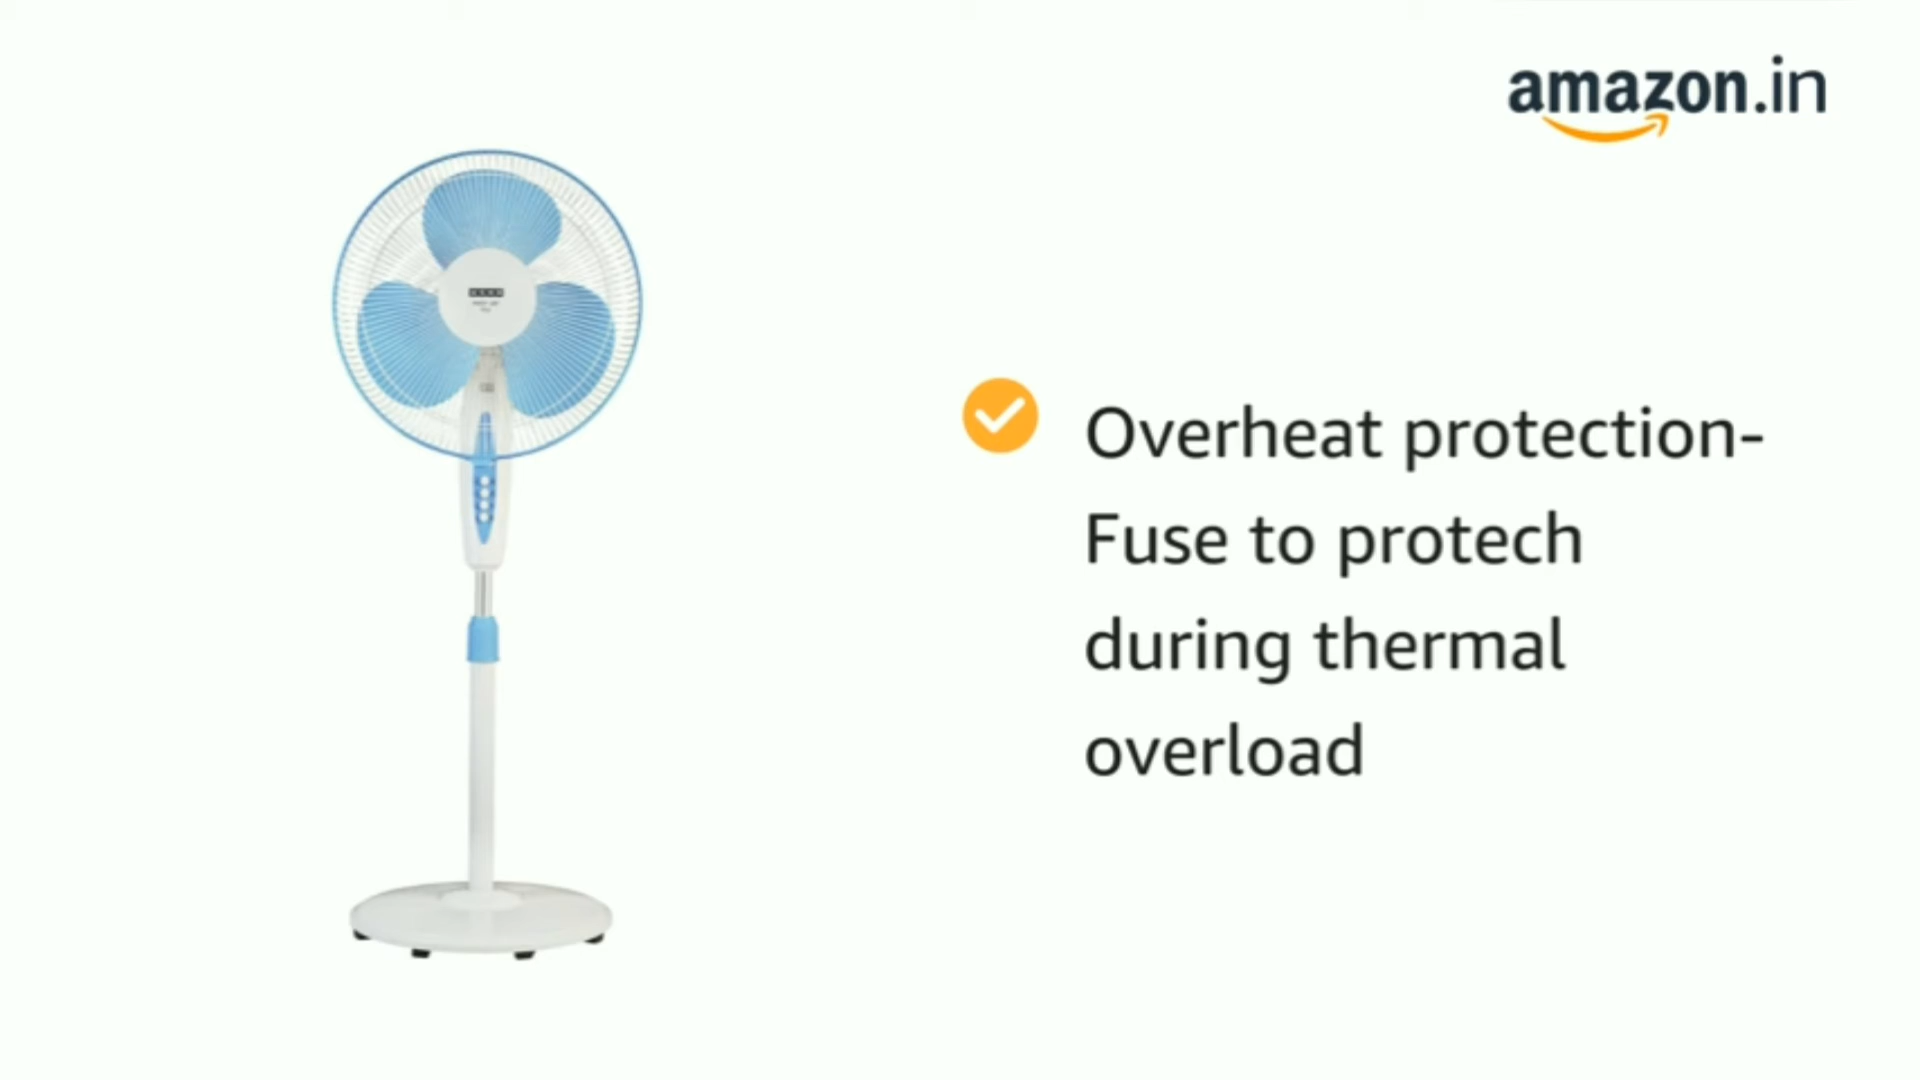 amazon.in
Overheat protection-
Fuse to protech
during thermal
overload